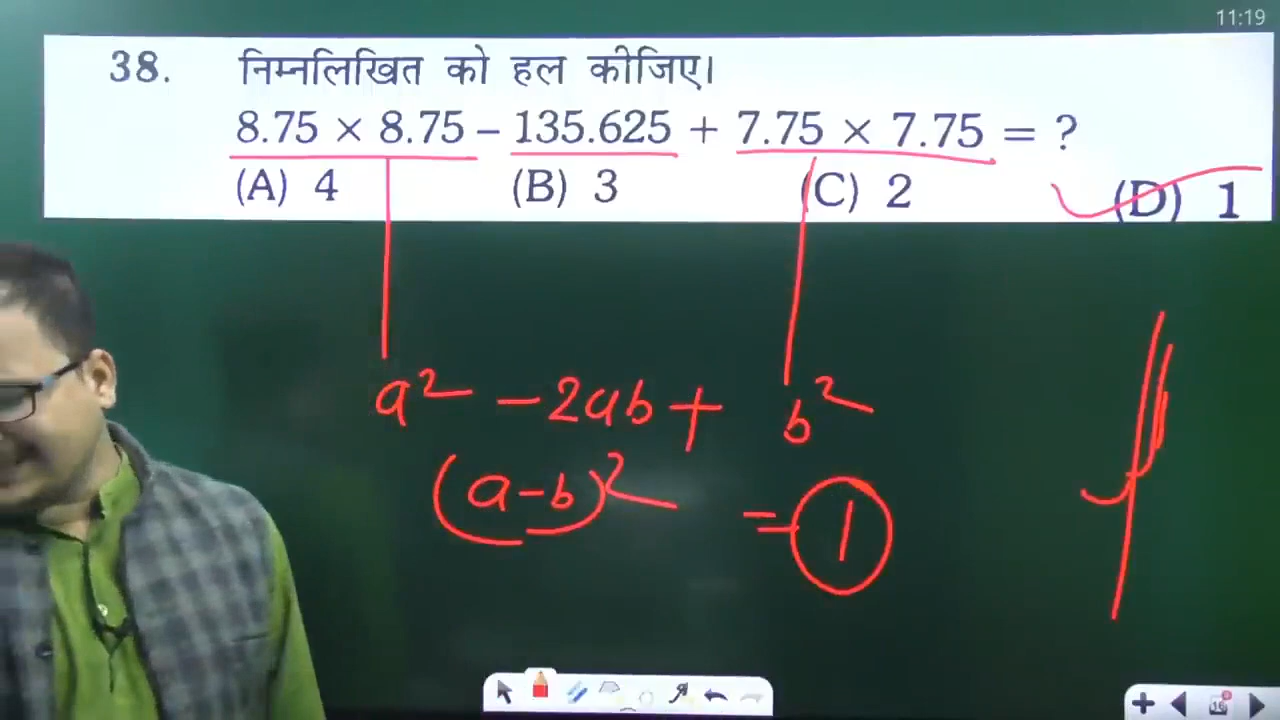 11:19
38. निम्नलिखित को हल कीजिए।
8.75 × 8.75 – 135.625 + 7.75 × 7.75 = ?
(A) 4 (B) 3 (C) 2 (D) 1
a² - 2ab + b²
(a-b)² = 1
16